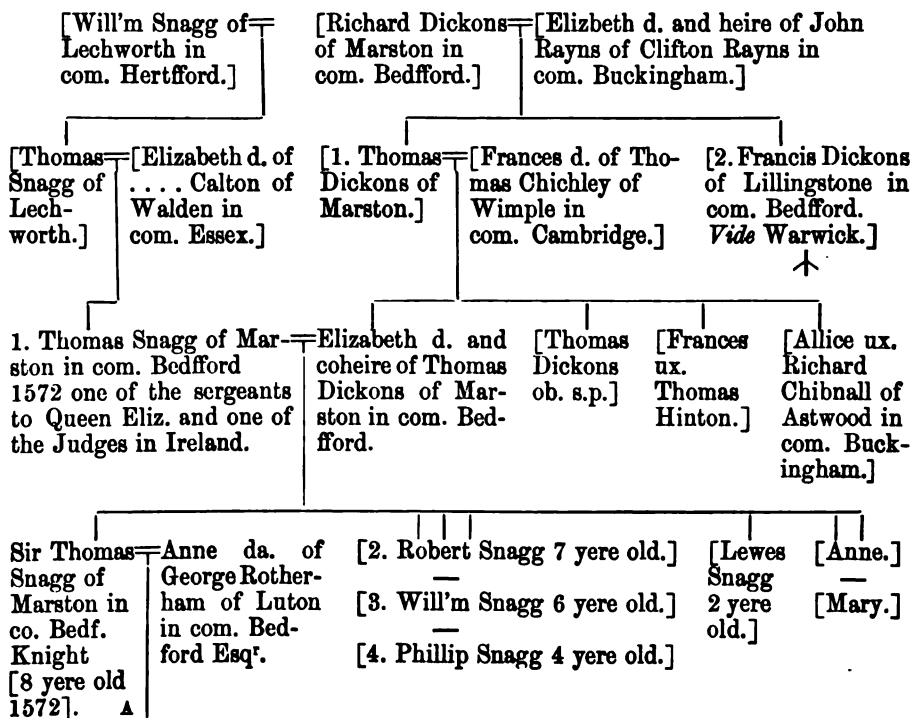 [Will'm Snagg of
Lechworth in
com. Hertfford.]
[Richard Dickons
of Marston in
com. Bedfford.]
[Elizbeth d. and heire of John
Rayns of Clifton Rayns in
com. Buckingham.]
[Thomas
Snagg of
Lech-
worth.]
[Elizabeth d. of
. . . . Calton of
Walden in
com. Essex.]
[1. Thomas
Dickons of
Marston.]
[Frances d. of Tho-
mas Chichley of
Wimple in
com. Cambridge.]
[2. Francis Dickons
of Lillingstone in
com. Bedfford.
Vide Warwick.]
1. Thomas Snagg of Mar-
ston in com. Bedfford
1572 one of the sergeants
to Queen Eliz. and one of
the Judges in Ireland.
Elizabeth d. and
coheire of Thomas
Dickons of Mar-
ston in com. Bed-
fford.
[Thomas
Dickons
ob. s.p.]
[Frances
ux.
Thomas
Hinton.]
[Allice ux.
Richard
Chibnall of
Astwood in
com. Buck-
ingham.]
Sir Thomas
Snagg of
Marston in
co. Bedf.
Knight
[8 yere old
1572]. A
Anne da. of
George Rother-
ham of Luton
in com. Bed-
ford Esqr.
[2. Robert Snagg 7 yere old.]
[3. Will'm Snagg 6 yere old.]
[4. Phillip Snagg 4 yere old.]
[Lewes
Snagg
2 yere
old.]
[Anne.]
[Mary.]